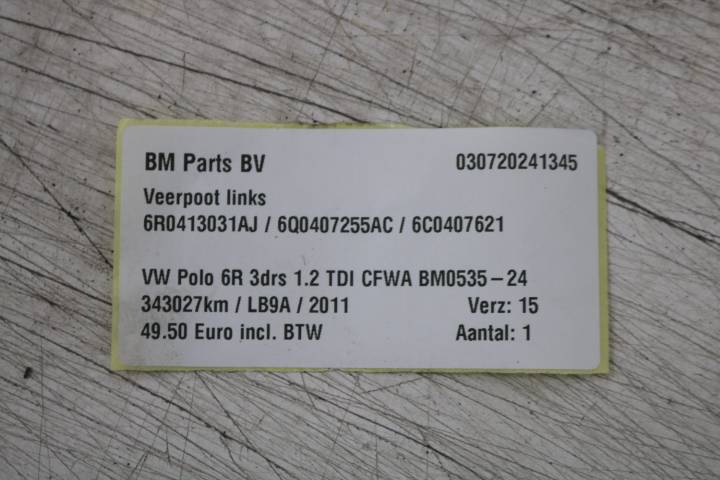 BM Parts BV 030720241345
Veerpoot links
6R0413031AJ / 6Q0407255AC / 6C0407621
VW Polo 6R 3drs 1.2 TDI CFWA BM0535-24
343027km / LB9A / 2011 Verz: 15
49.50 Euro incl. BTW Aantal: 1